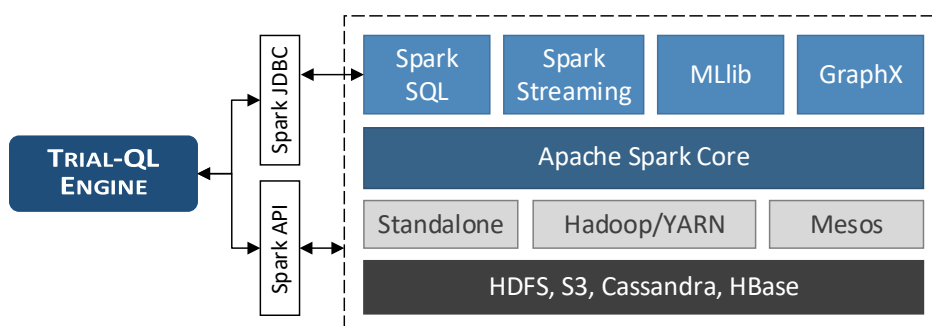 TRIAL-QL
ENGINE
Spark JDBC
Spark API
Spark
SQL
Spark
Streaming
MLlib
GraphX
Apache Spark Core
Standalone
Hadoop/YARN
Mesos
HDFS, S3, Cassandra, HBase